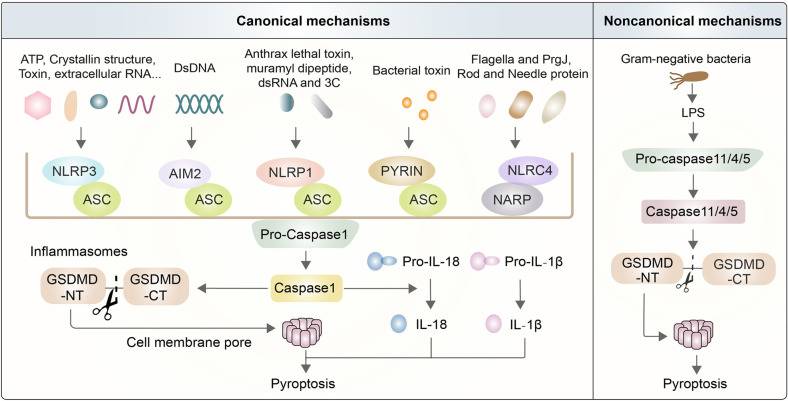 Canonical mechanisms
ATP, Crystallin structure,
Toxin, extracellular RNA...
DsDNA
Anthrax lethal toxin,
muramyl dipeptide,
dsRNA and 3C
Bacterial toxin
Flagella and PrgJ,
Rod and Needle protein
NLRP3
ASC
AIM2
ASC
NLRP1
ASC
PYRIN
ASC
NLRC4
NARP
Pro-Caspase1
Inflammasomes
GSDMD
-NT
GSDMD
-CT
Caspase1
Pro-IL-18
Pro-IL-1β
IL-18
IL-1β
Cell membrane pore
Pyroptosis
Noncanonical mechanisms
Gram-negative bacteria
LPS
Pro-caspase11/4/5
Caspase11/4/5
GSDMD
-NT
GSDMD
-CT
Pyroptosis